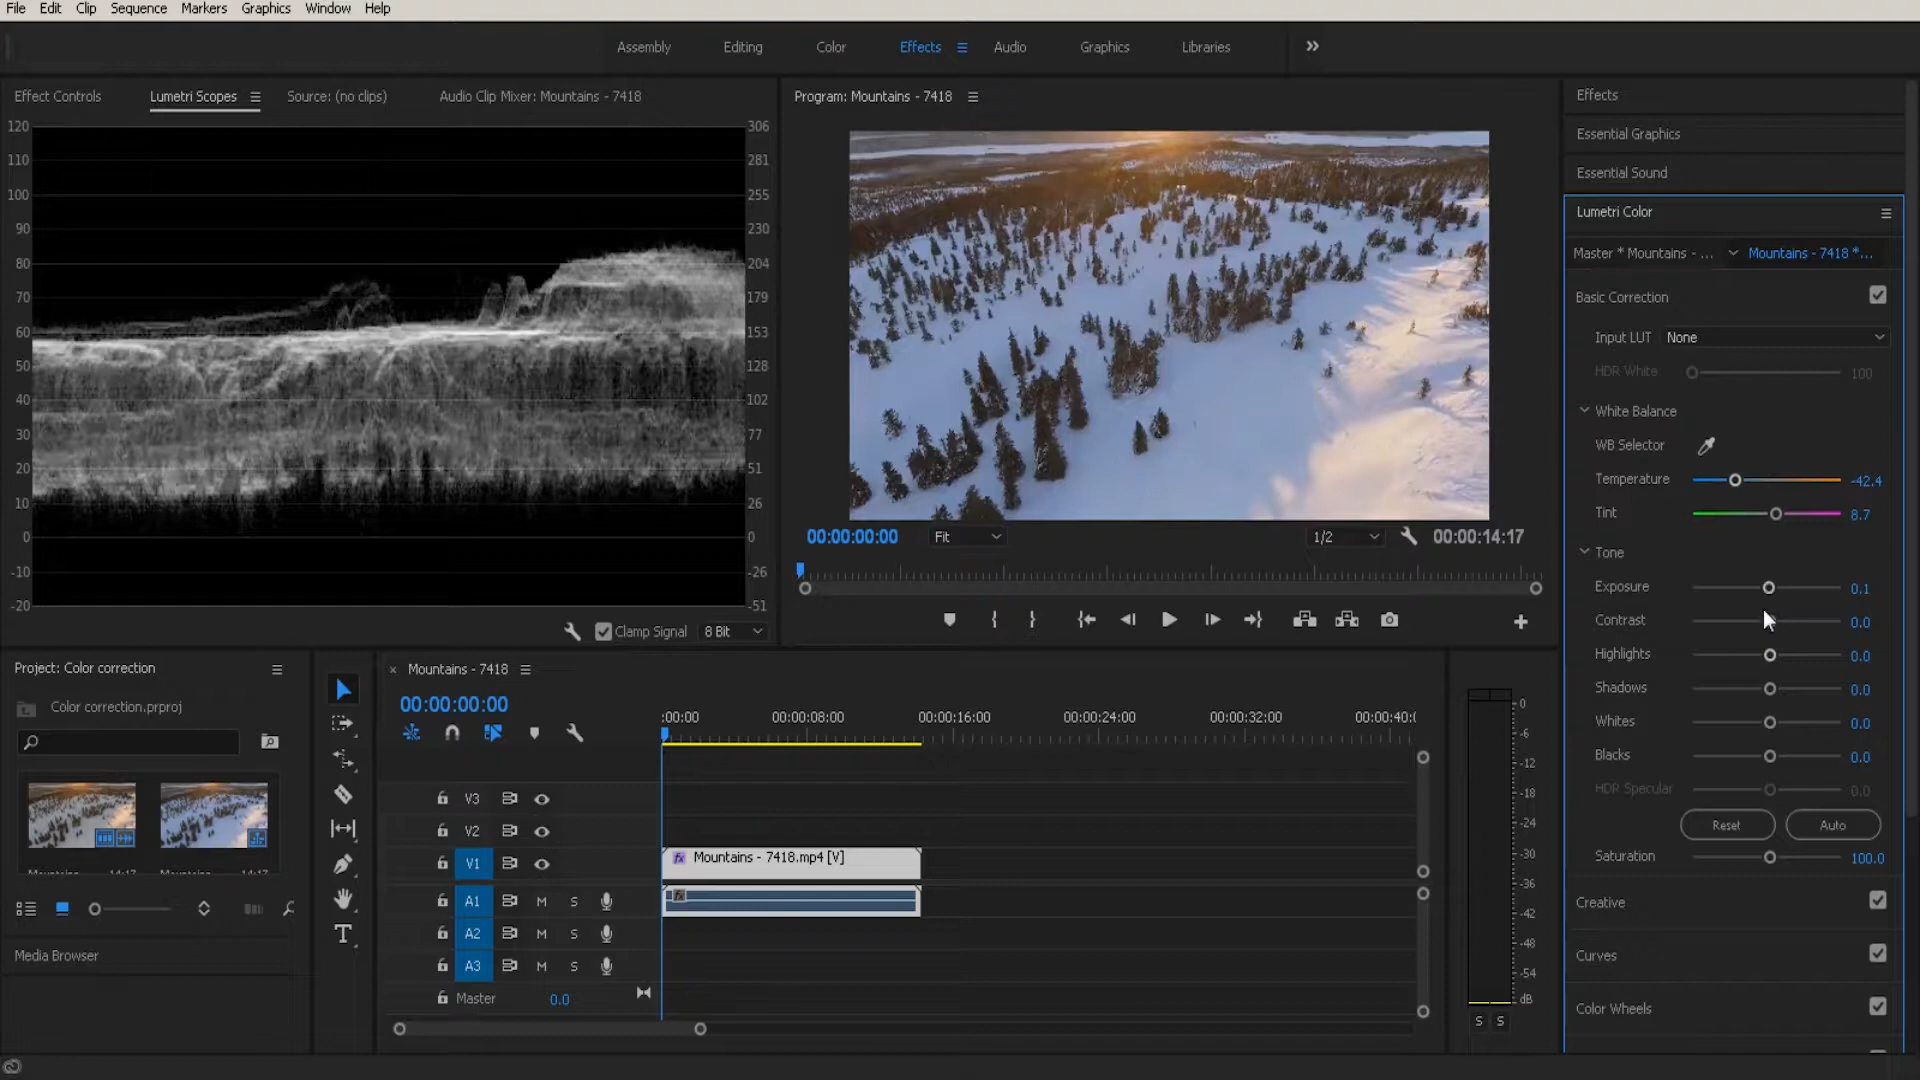 File Edit Clip Sequence Markers Graphics Window Help
Assembly Editing Color Effects Audio Graphics Libraries
Effect Controls Lumetri Scopes Source: (no clips) Audio Clip Mixer: Mountains - 7418
120 306
110 281
100 255
90 230
80 204
70 179
60 153
50 128
40 102
30 77
20 51
10 26
0 0
-10 -26
-20 -51
Clamp Signal 8 Bit
Program: Mountains - 7418
00:00:00:00 Fit 1/2 00:00:14:17
Effects
Essential Graphics
Essential Sound
Lumetri Color
Master * Mountains - ... Mountains - 7418 *...
Basic Correction
Input LUT None
HDR White 100
White Balance
WB Selector
Temperature -42.4
Tint 8.7
Tone
Exposure 0.1
Contrast 0.0
Highlights 0.0
Shadows 0.0
Whites 0.0
Blacks 0.0
HDR Specular 0.0
Reset Auto
Saturation 100.0
Creative
Curves
Color Wheels
Project: Color correction
Color correction.prproj
Media Browser
× Mountains - 7418
00:00:00:00
:00:00 00:00:08:00 00:00:16:00 00:00:24:00 00:00:32:00 00:00:40:0
V3
V2
V1 fx Mountains - 7418.mp4 [V]
A1 M S fx
A2 M S
A3 M S
Master 0.0
0
-6
-12
-18
-24
-30
-36
-42
-48
-54
dB
S S